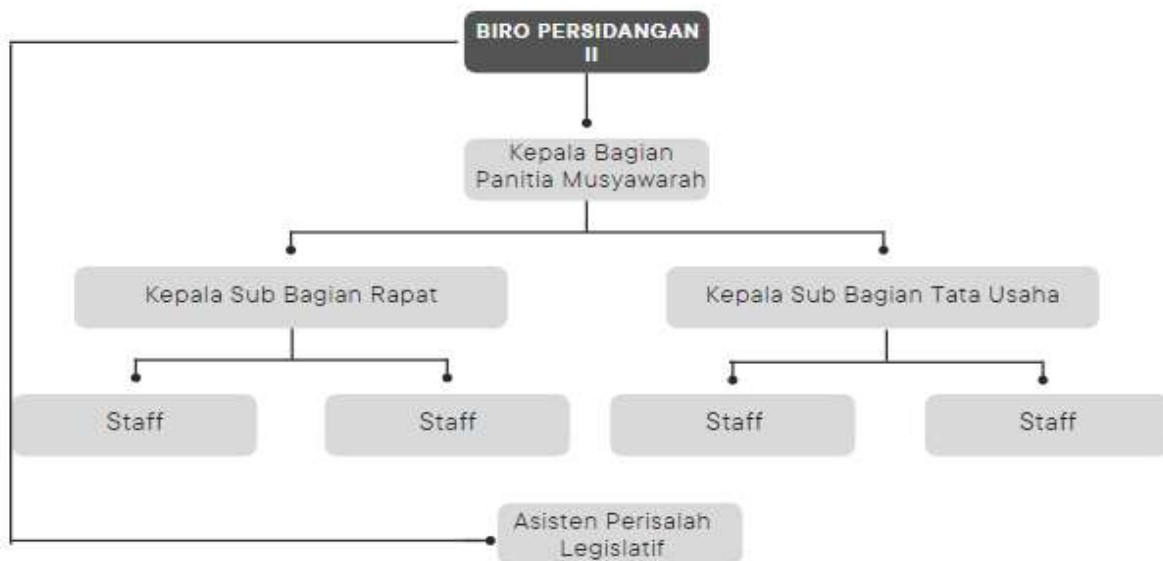 BIRO PERSIDANGAN
II
Kepala Bagian
Panitia Musyawarah
Kepala Sub Bagian Rapat
Kepala Sub Bagian Tata Usaha
Staff
Staff
Staff
Staff
Asisten Perisalah
Legislatif